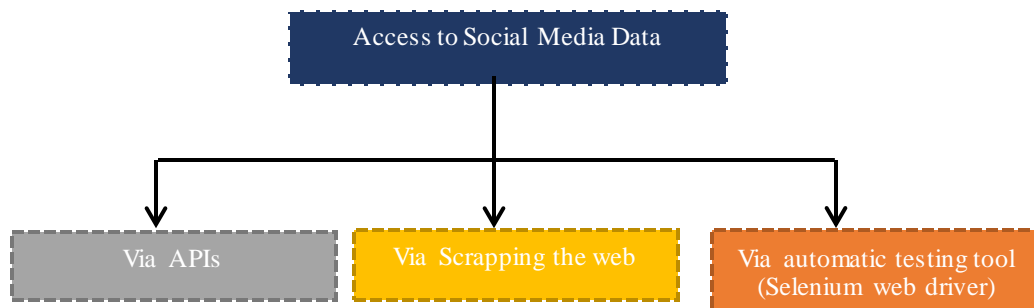 Access to Social Media Data
Via APIs
Via Scrapping the web
Via automatic testing tool
(Selenium web driver)